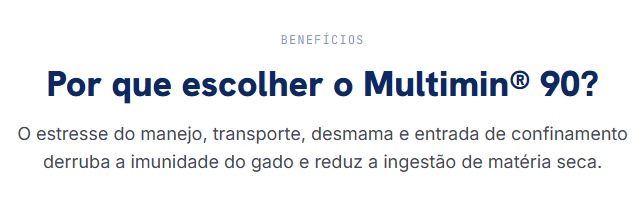 BENEFÍCIOS
Por que escolher o Multimin® 90?
O estresse do manejo, transporte, desmama e entrada de confinamento
derruba a imunidade do gado e reduz a ingestão de matéria seca.